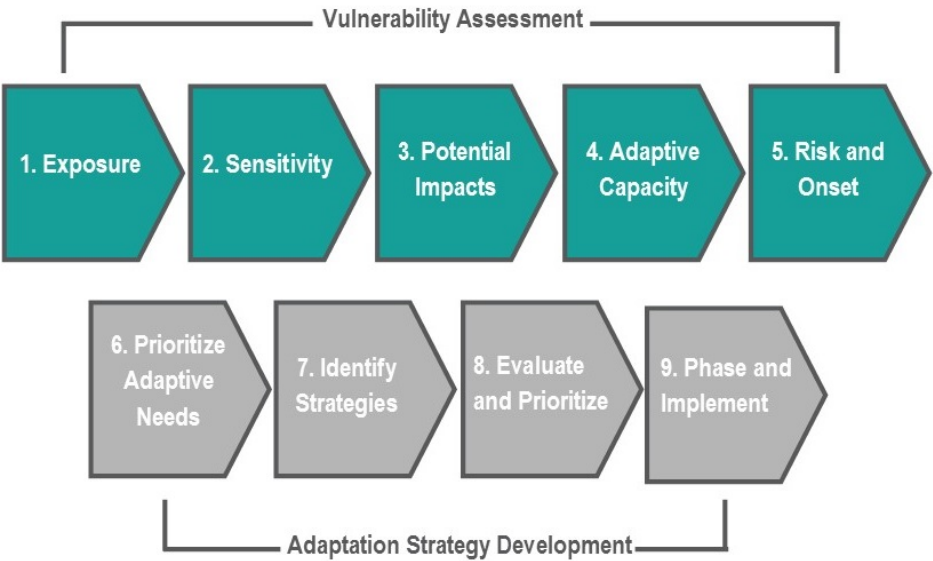 Vulnerability Assessment
1. Exposure
2. Sensitivity
3. Potential
Impacts
4. Adaptive
Capacity
5. Risk and
Onset
6. Prioritize
Adaptive
Needs
7. Identify
Strategies
8. Evaluate
and Prioritize
9. Phase and
Implement
Adaptation Strategy Development